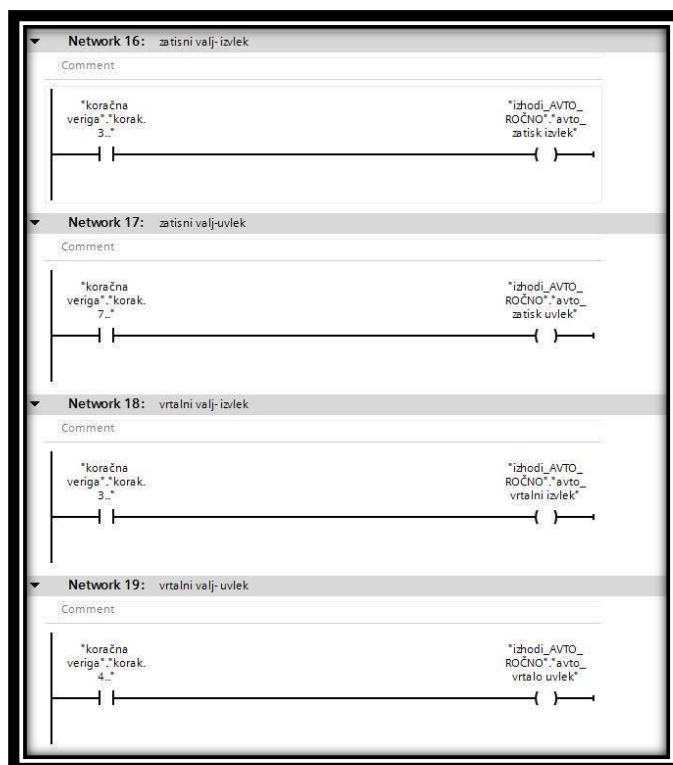 Network 16: zatisni valj- izvlek
Comment
"koračna
veriga"."korak.
3.."
"izhodi_AVTO_
ROČNO"."avto_
zatisk izvlek"
Network 17: zatisni valj-uvlek
Comment
"koračna
veriga"."korak.
7.."
"izhodi_AVTO_
ROČNO"."avto_
zatisk uvlek"
Network 18: vrtalni valj- izvlek
Comment
"koračna
veriga"."korak.
3.."
"izhodi_AVTO_
ROČNO"."avto_
vrtalni izvlek"
Network 19: vrtalni valj- uvlek
Comment
"koračna
veriga"."korak.
4.."
"izhodi_AVTO_
ROČNO"."avto_
vrtalo uvlek"